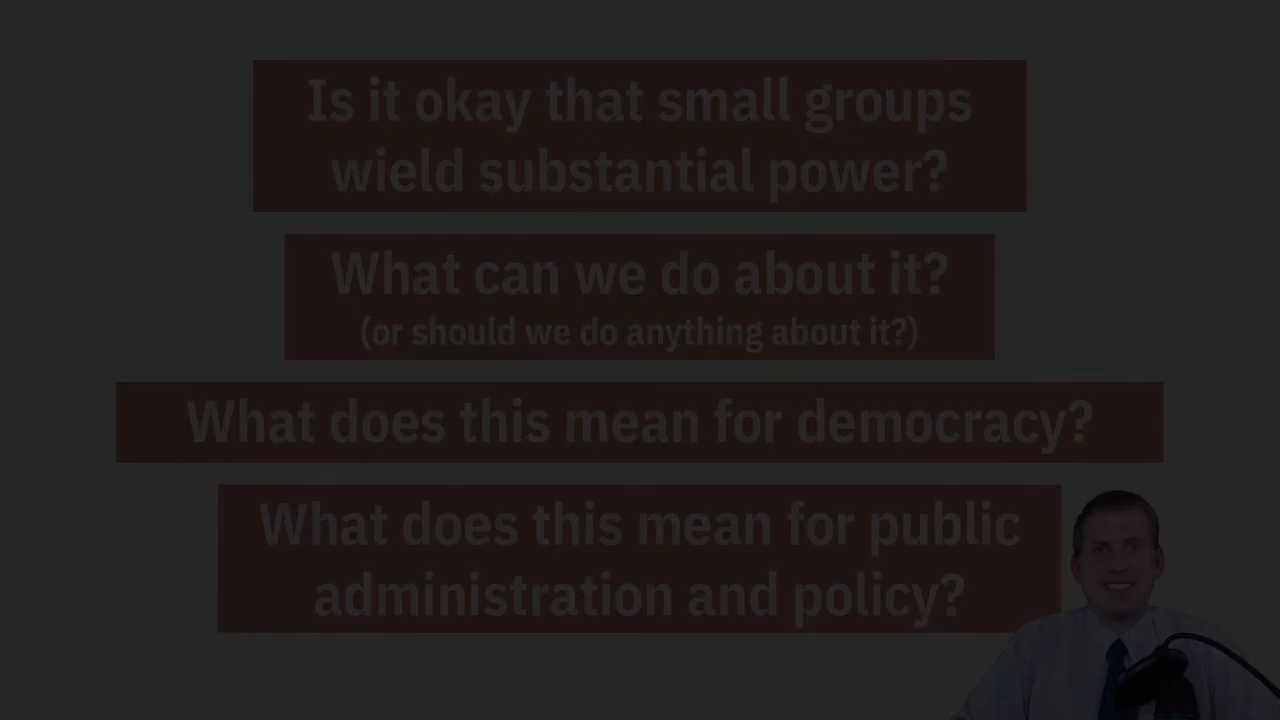 Is it okay that small groups
wield substantial power?
What can we do about it?
(or should we do anything about it?)
What does this mean for democracy?
What does this mean for public
administration and policy?